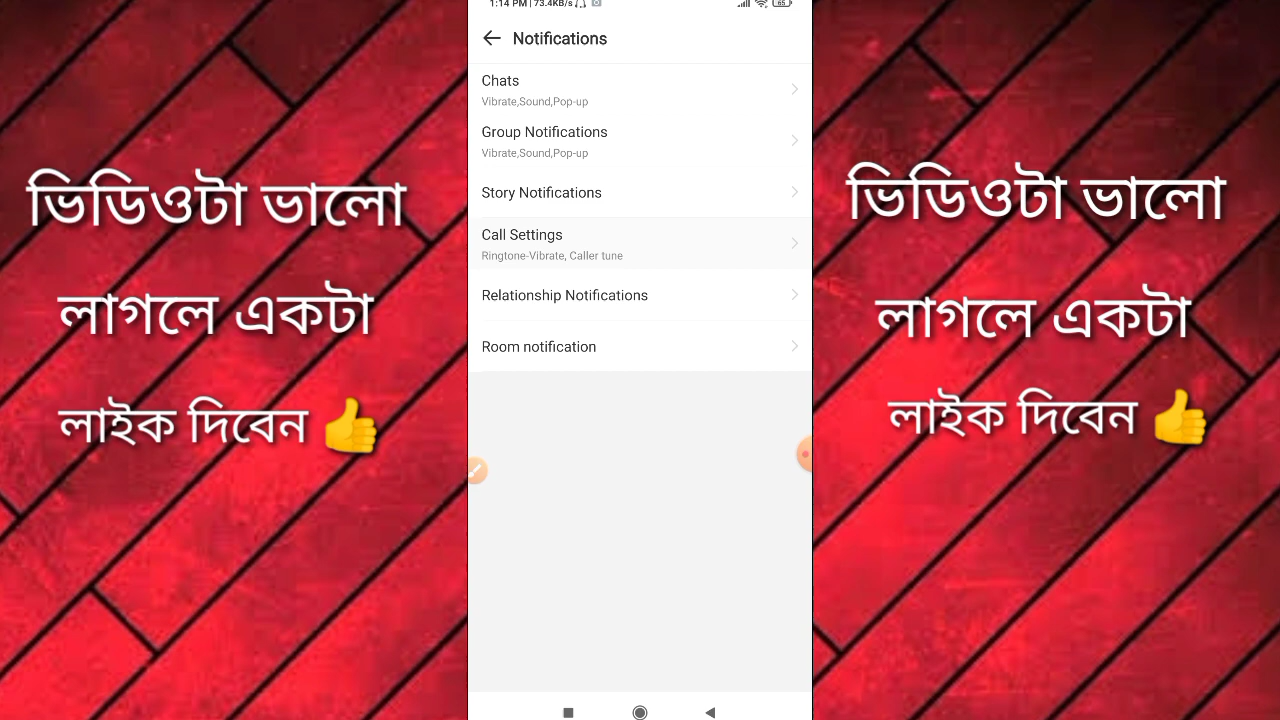 1:14 PM | 73.4KB/s
65
Notifications
Chats
Vibrate,Sound,Pop-up
Group Notifications
Vibrate,Sound,Pop-up
Story Notifications
Call Settings
Ringtone-Vibrate, Caller tune
Relationship Notifications
Room notification
ভিডিওটা ভালো
লাগলে একটা
লাইক দিবেন 👍
ভিডিওটা ভালো
লাগলে একটা
লাইক দিবেন 👍